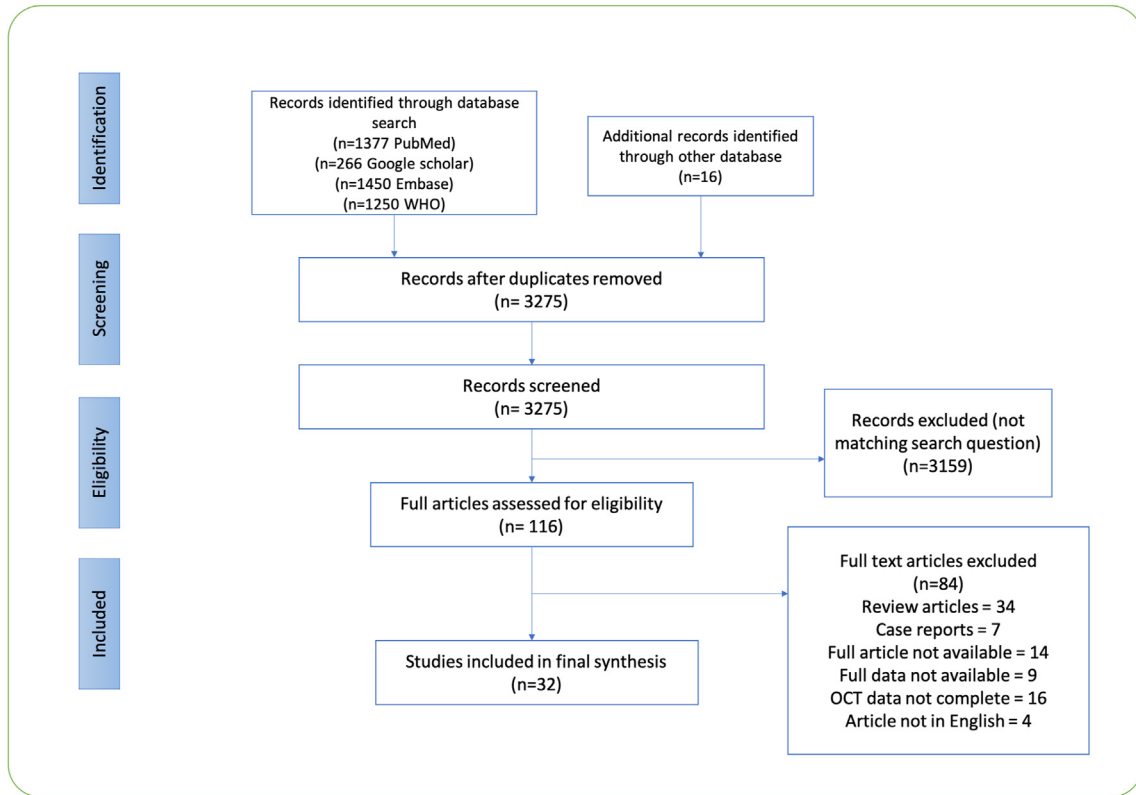 Identification
Records identified through database
search
(n=1377 PubMed)
(n=266 Google scholar)
(n=1450 Embase)
(n=1250 WHO)
Additional records identified
through other database
(n=16)
Screening
Records after duplicates removed
(n= 3275)
Records screened
(n= 3275)
Eligibility
Records excluded (not
matching search question)
(n=3159)
Full articles assessed for eligibility
(n= 116)
Included
Full text articles excluded
(n=84)
Review articles = 34
Case reports = 7
Full article not available = 14
Full data not available = 9
OCT data not complete = 16
Article not in English = 4
Studies included in final synthesis
(n=32)